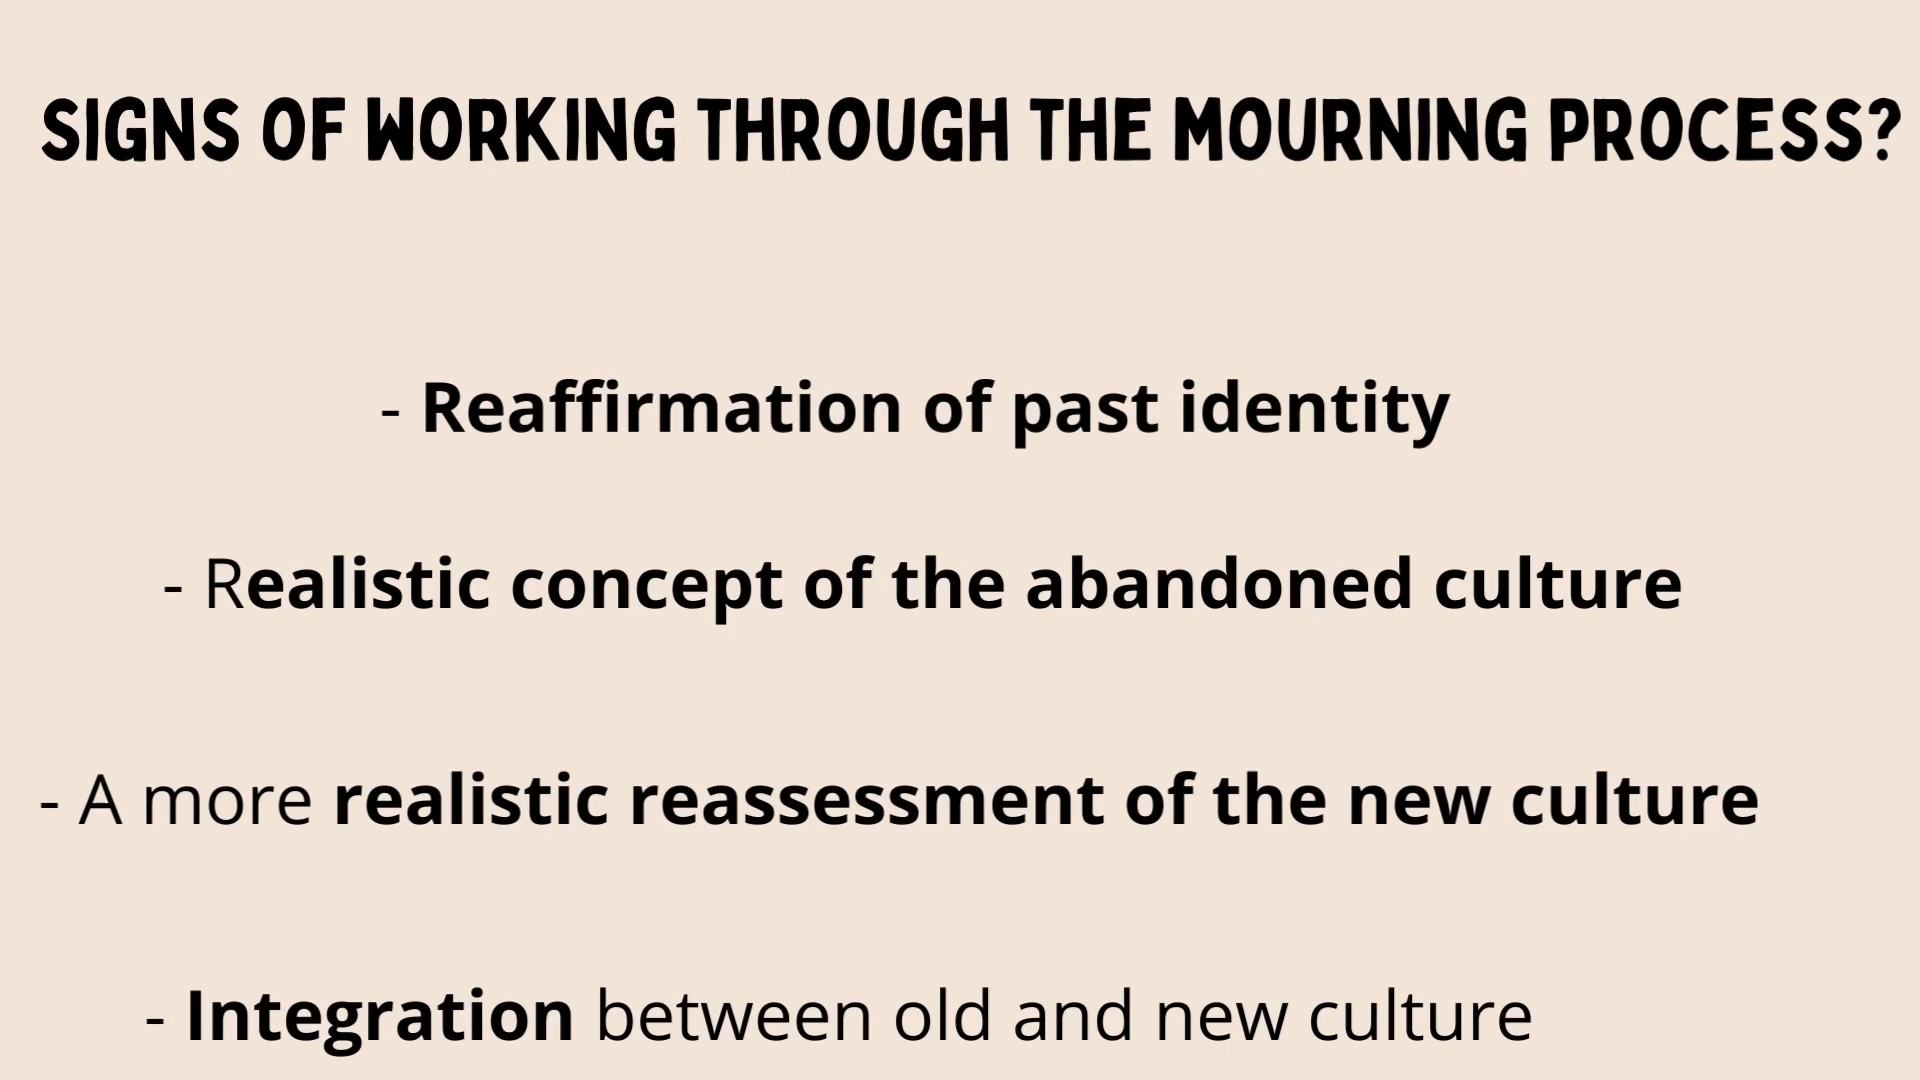 SIGNS OF WORKING THROUGH THE MOURNING PROCESS?
- Reaffirmation of past identity
- Realistic concept of the abandoned culture
- A more realistic reassessment of the new culture
- Integration between old and new culture